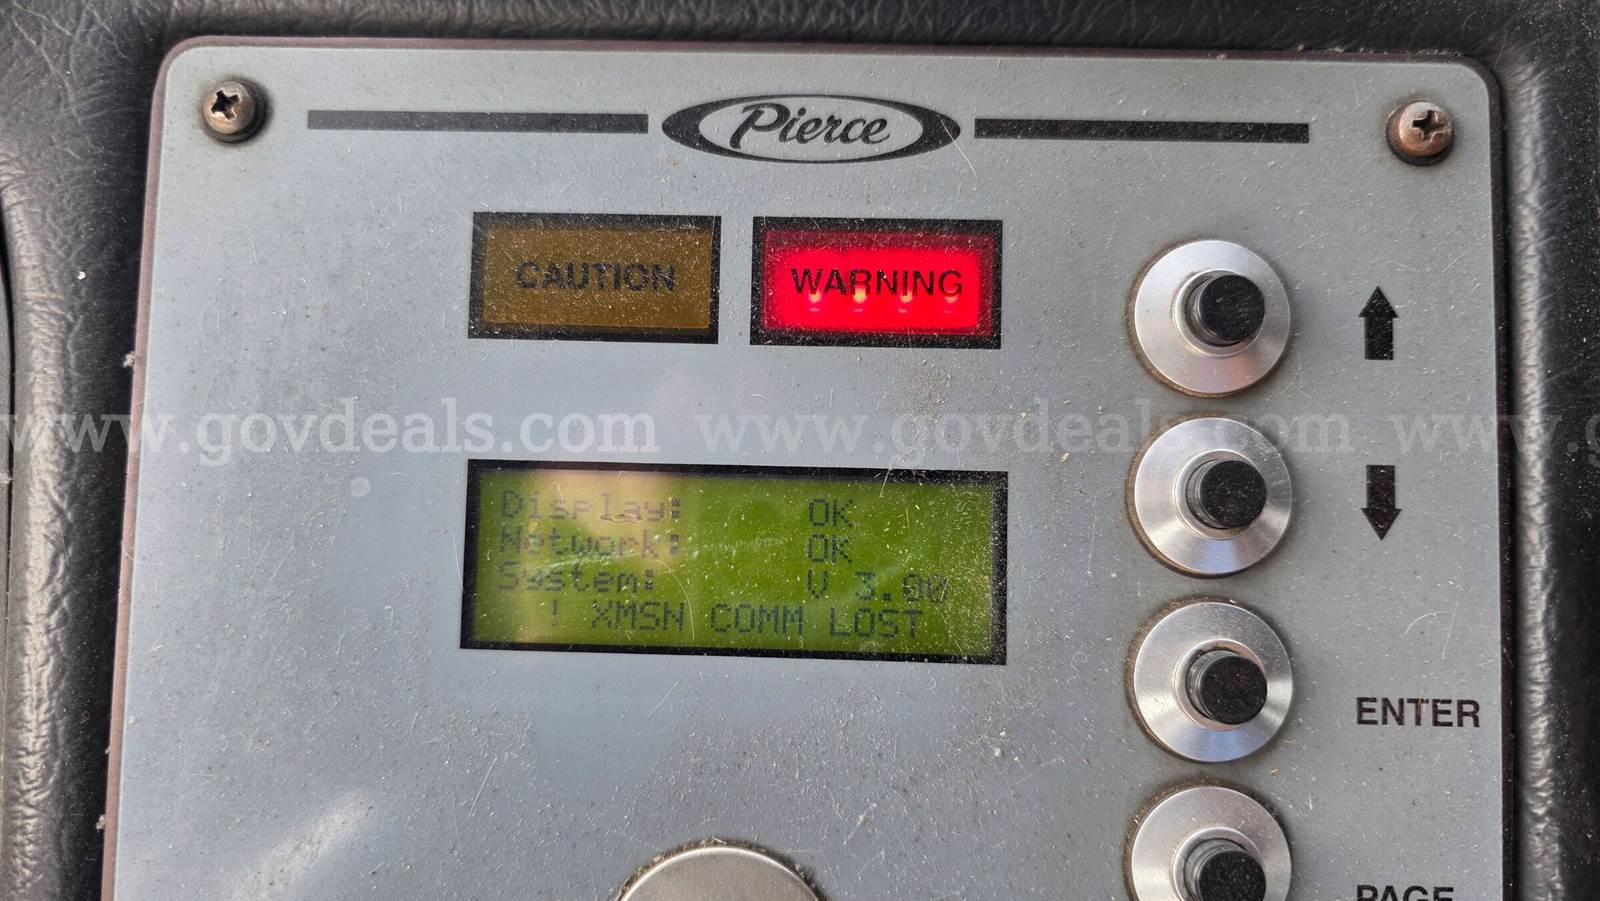 Pierce
CAUTION
WARNING
www.govdeals.com www.govdeals.com www.g
Display: OK
Network: OK
System: V 3.00
! XMSN COMM LOST
ENTER
PAGE